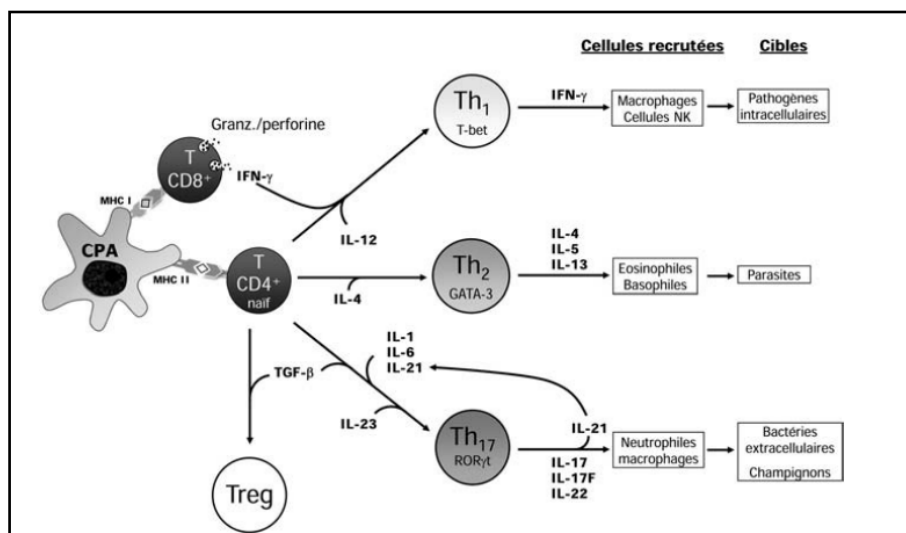 Cellules recrutées
Cibles
Granz./perforine
T
CD8+
IFN-γ
MHC I
CPA
MHC II
T
CD4+
naïf
IL-12
Th1
T-bet
IFN-γ
Macrophages
Cellules NK
Pathogènes
intracellulaires
IL-4
Th2
GATA-3
IL-4
IL-5
IL-13
Eosinophiles
Basophiles
Parasites
TGF-β
IL-1
IL-6
IL-21
IL-23
Treg
Th17
RORγt
IL-21
IL-17
IL-17F
IL-22
Neutrophiles
macrophages
Bactéries
extracellulaires
Champignons